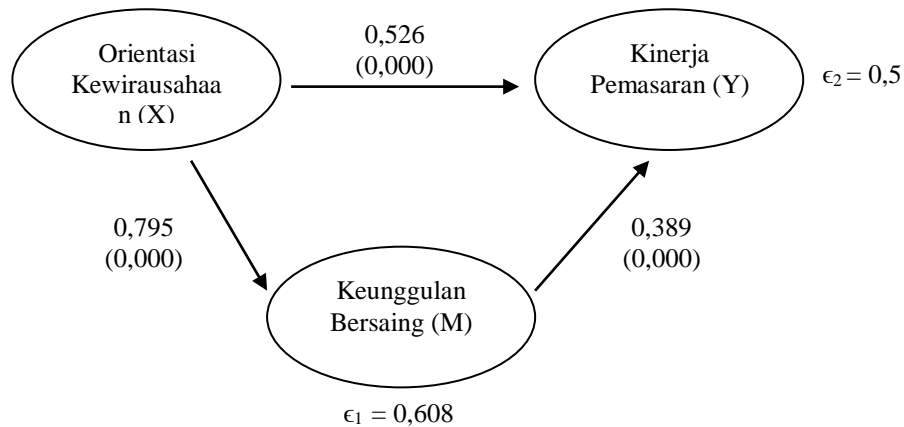 Orientasi
Kewirausahaa
n (X)
0,526
(0,000)
Kinerja
Pemasaran (Y)
ϵ2 = 0,5
0,795
(0,000)
0,389
(0,000)
Keunggulan
Bersaing (M)
ϵ1 = 0,608